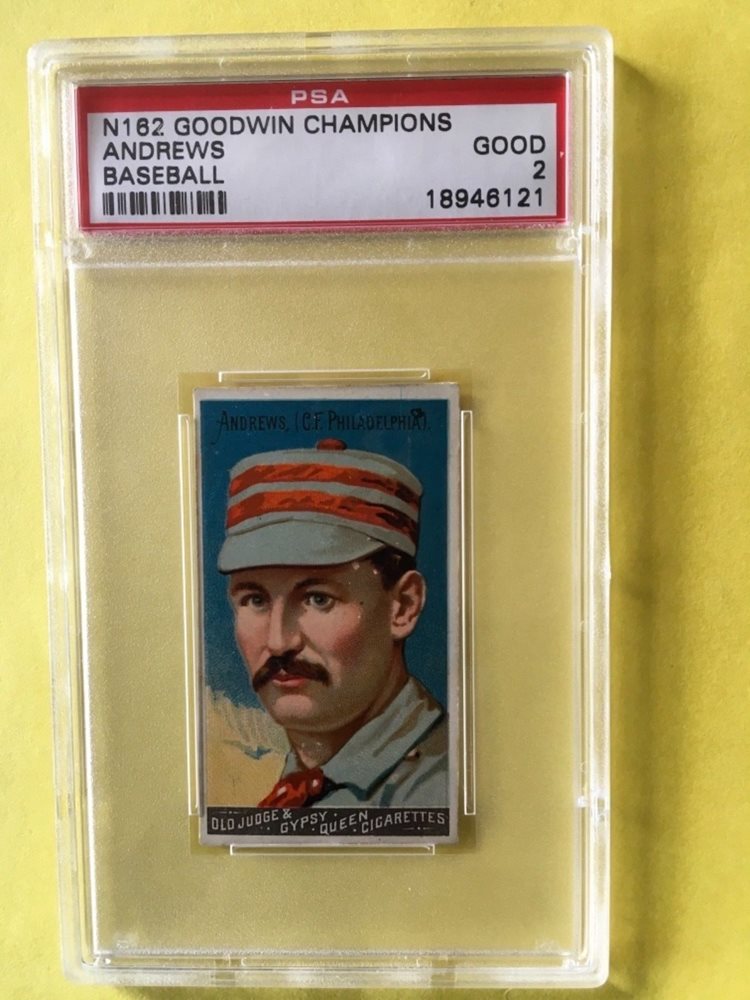 PSA
N162 GOODWIN CHAMPIONS
ANDREWS GOOD
BASEBALL 2
18946121
ANDREWS, (C.F. PHILADELPHIA).
OLD JUDGE & GYPSY QUEEN CIGARETTES